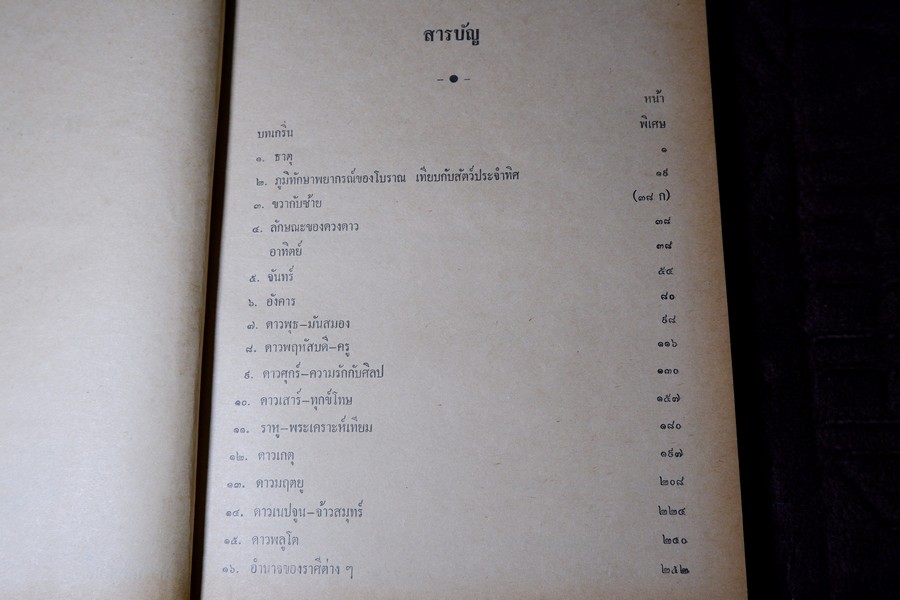 สารบัญ
– ● –
หน้า
บทเกริ่น พิเศษ
๑. ธาตุ ๑
๒. ภูมิทักษาพยากรณ์ของโบราณ เทียบกับสัตว์ประจำทิศ ๑๙
๓. ขวากับซ้าย (๓๘ ก)
๔. ลักษณะของดวงดาว ๓๘
อาทิตย์ ๓๘
๕. จันทร์ ๕๔
๖. อังคาร ๘๐
๗. ดาวพุธ–มันสมอง ๙๘
๘. ดาวพฤหัสบดี–ครู ๑๑๖
๙. ดาวศุกร์–ความรักกับศิลป ๑๓๐
๑๐. ดาวเสาร์–ทุกข์โทษ ๑๕๗
๑๑. ราหู–พระเคราะห์เทียม ๑๘๐
๑๒. ดาวเกตุ ๑๙๗
๑๓. ดาวมฤตยู ๒๐๘
๑๔. ดาวเนปจูน–จ้าวสมุทร์ ๒๒๔
๑๕. ดาวพลูโต ๒๔๐
๑๖. อำนาจของราศีต่าง ๆ ๒๕๒